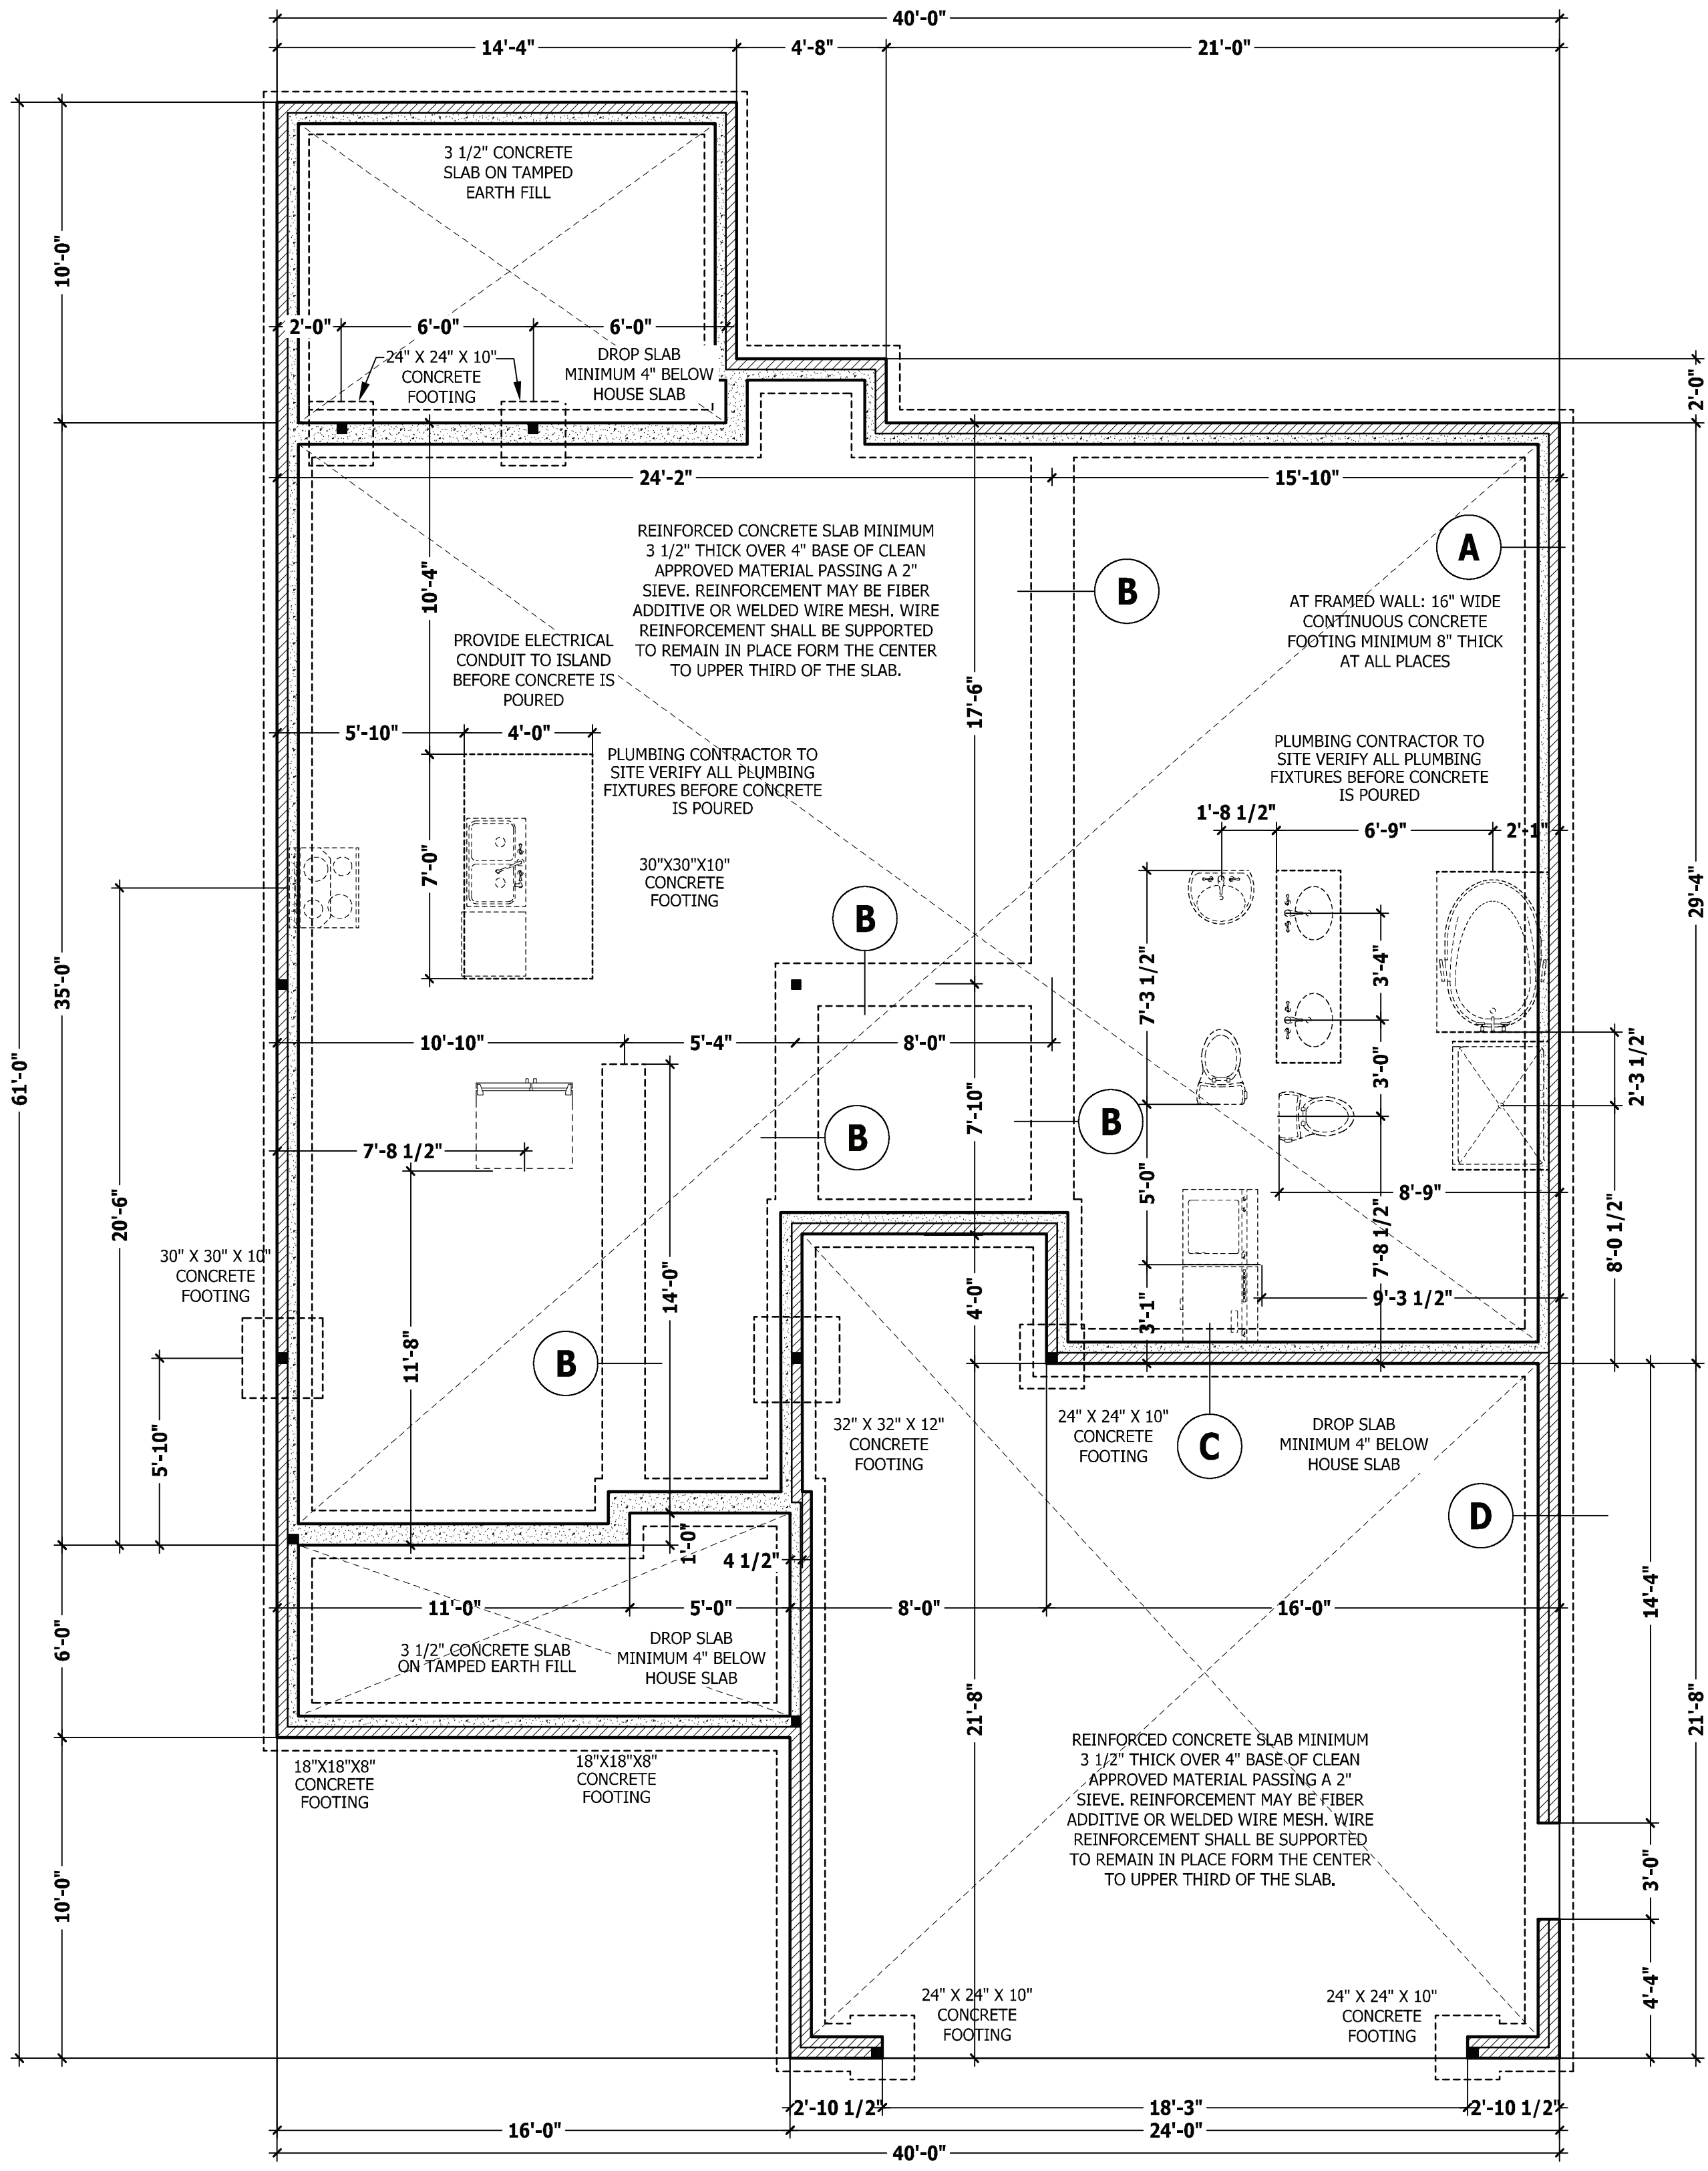 40'-0"
14'-4"
4'-8"
21'-0"
3 1/2" CONCRETE
SLAB ON TAMPED
EARTH FILL
10'-0"
2'-0"
6'-0"
6'-0"
24" X 24" X 10"
CONCRETE
FOOTING
DROP SLAB
MINIMUM 4" BELOW
HOUSE SLAB
2'-0"
24'-2"
15'-10"
REINFORCED CONCRETE SLAB MINIMUM
3 1/2" THICK OVER 4" BASE OF CLEAN
APPROVED MATERIAL PASSING A 2"
SIEVE. REINFORCEMENT MAY BE FIBER
ADDITIVE OR WELDED WIRE MESH. WIRE
REINFORCEMENT SHALL BE SUPPORTED
TO REMAIN IN PLACE FORM THE CENTER
TO UPPER THIRD OF THE SLAB.
A
B
10'-4"
AT FRAMED WALL: 16" WIDE
CONTINUOUS CONCRETE
FOOTING MINIMUM 8" THICK
AT ALL PLACES
PROVIDE ELECTRICAL
CONDUIT TO ISLAND
BEFORE CONCRETE IS
POURED
17'-6"
5'-10"
4'-0"
PLUMBING CONTRACTOR TO
SITE VERIFY ALL PLUMBING
FIXTURES BEFORE CONCRETE
IS POURED
PLUMBING CONTRACTOR TO
SITE VERIFY ALL PLUMBING
FIXTURES BEFORE CONCRETE
IS POURED
1'-8 1/2"
6'-9"
2'-1"
7'-0"
30"X30"X10"
CONCRETE
FOOTING
29'-4"
B
35'-0"
7'-3 1/2"
3'-4"
61'-0"
10'-10"
5'-4"
8'-0"
3'-0"
2'-3 1/2"
7'-10"
B
B
7'-8 1/2"
5'-0"
8'-9"
20'-6"
7'-8 1/2"
8'-0 1/2"
30" X 30" X 10"
CONCRETE
FOOTING
14'-0"
4'-0"
9'-3 1/2"
3'-1"
11'-8"
B
5'-10"
32" X 32" X 12"
CONCRETE
FOOTING
24" X 24" X 10"
CONCRETE
FOOTING
C
DROP SLAB
MINIMUM 4" BELOW
HOUSE SLAB
D
1'-0"
4 1/2"
14'-4"
11'-0"
5'-0"
8'-0"
16'-0"
6'-0"
3 1/2" CONCRETE SLAB
ON TAMPED EARTH FILL
DROP SLAB
MINIMUM 4" BELOW
HOUSE SLAB
21'-8"
21'-8"
REINFORCED CONCRETE SLAB MINIMUM
3 1/2" THICK OVER 4" BASE OF CLEAN
APPROVED MATERIAL PASSING A 2"
SIEVE. REINFORCEMENT MAY BE FIBER
ADDITIVE OR WELDED WIRE MESH. WIRE
REINFORCEMENT SHALL BE SUPPORTED
TO REMAIN IN PLACE FORM THE CENTER
TO UPPER THIRD OF THE SLAB.
18"X18"X8"
CONCRETE
FOOTING
18"X18"X8"
CONCRETE
FOOTING
10'-0"
3'-0"
4'-4"
24" X 24" X 10"
CONCRETE
FOOTING
24" X 24" X 10"
CONCRETE
FOOTING
2'-10 1/2"
18'-3"
2'-10 1/2"
16'-0"
24'-0"
40'-0"